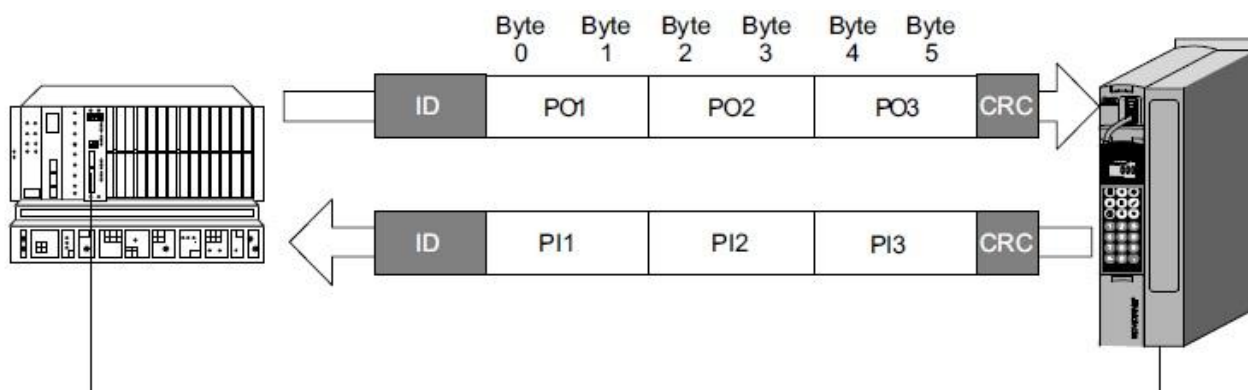 Byte 0 Byte 1 Byte 2 Byte 3 Byte 4 Byte 5
ID PO1 PO2 PO3 CRC
ID PI1 PI2 PI3 CRC